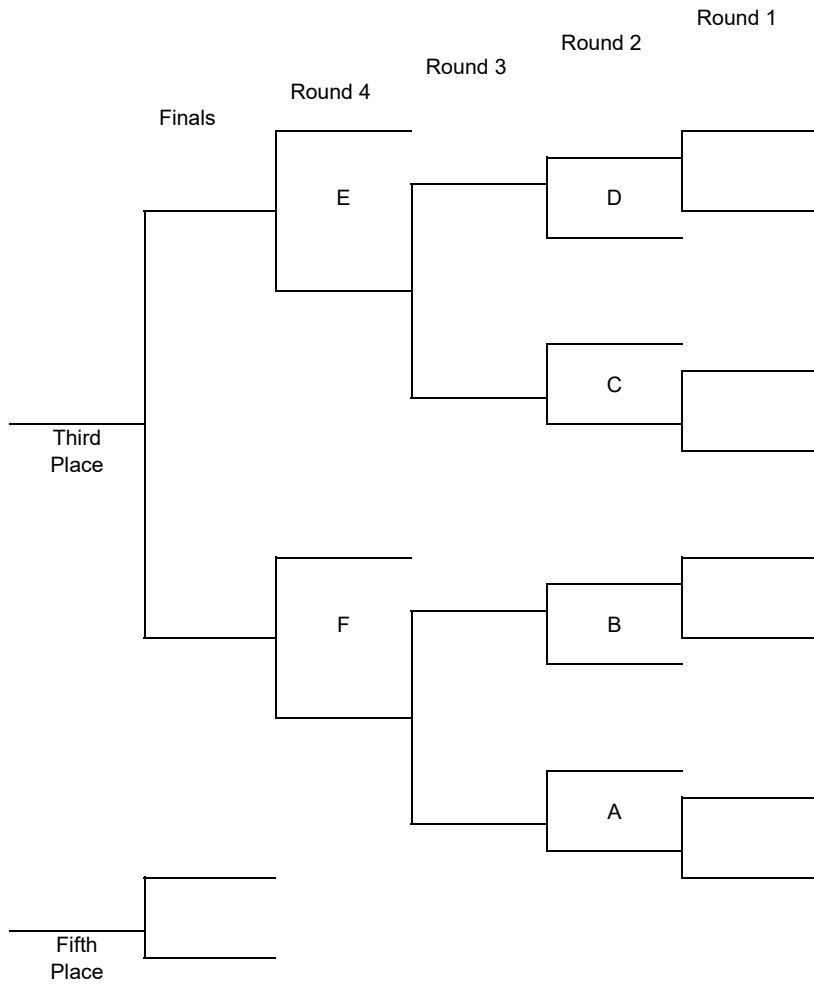 Round 1
Round 2
Round 3
Round 4
Finals
E
D
C
Third
Place
F
B
A
Fifth
Place